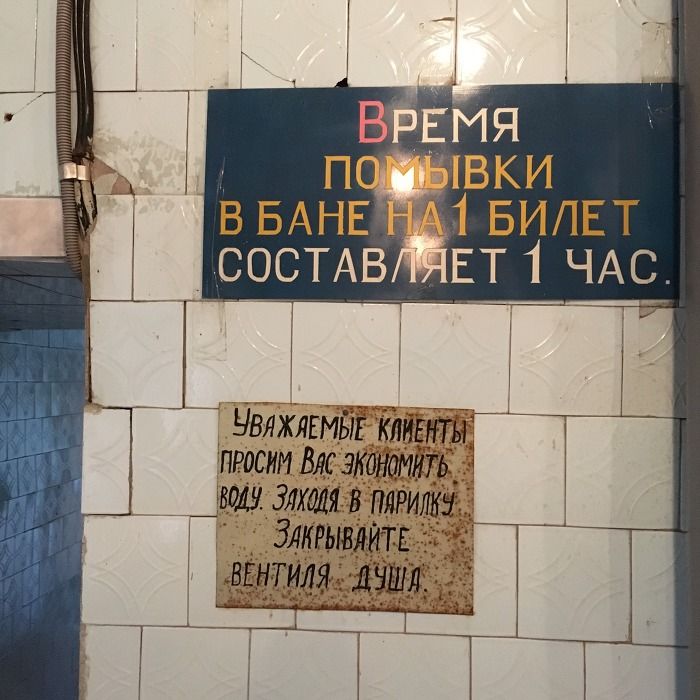 Время
помывки
в бане на 1 билет
составляет 1 час.
Уважаемые клиенты
просим Вас экономить
воду. Заходя в парилку
Закрывайте
вентиля душа.